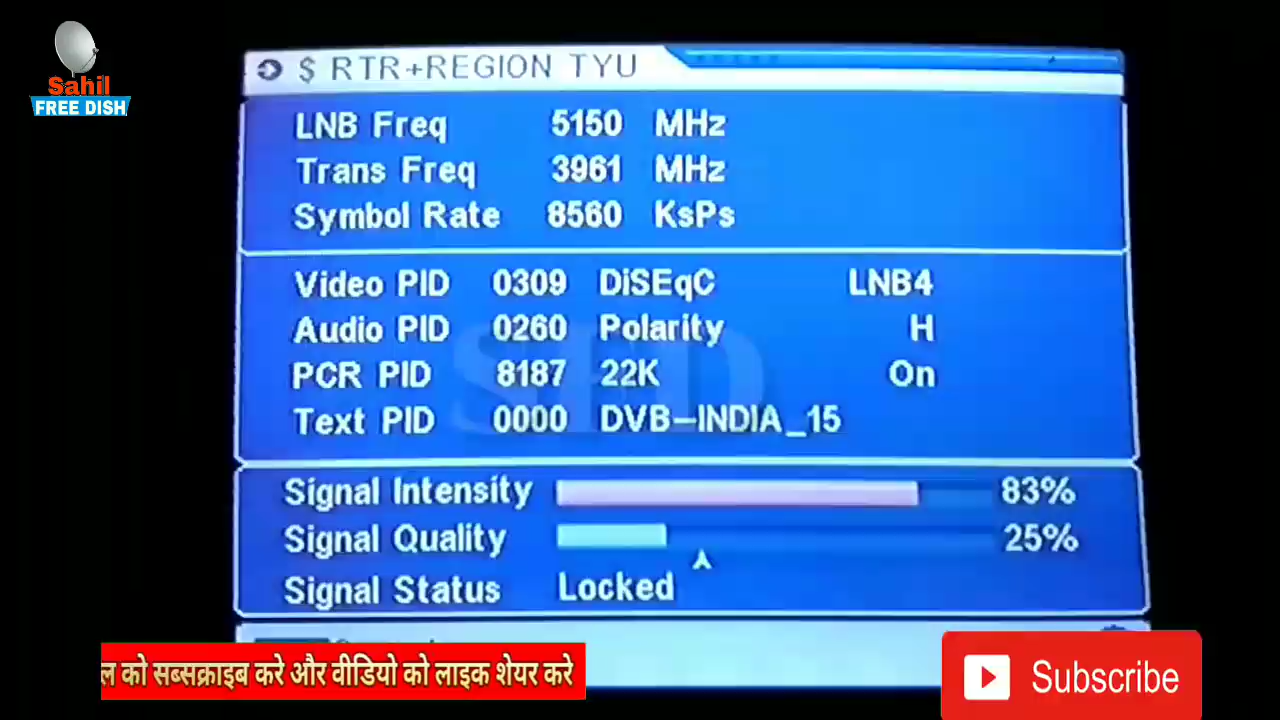 Sahil
FREE DISH
$ RTR+REGION TYU
LNB Freq 5150 MHz
Trans Freq 3961 MHz
Symbol Rate 8560 KsPs
Video PID 0309 DiSEqC LNB4
Audio PID 0260 Polarity H
PCR PID 8187 22K On
Text PID 0000 DVB-INDIA_15
SFD
Signal Intensity 83%
Signal Quality 25%
Signal Status Locked
ल को सब्सक्राइब करे और वीडियो को लाइक शेयर करे
Subscribe